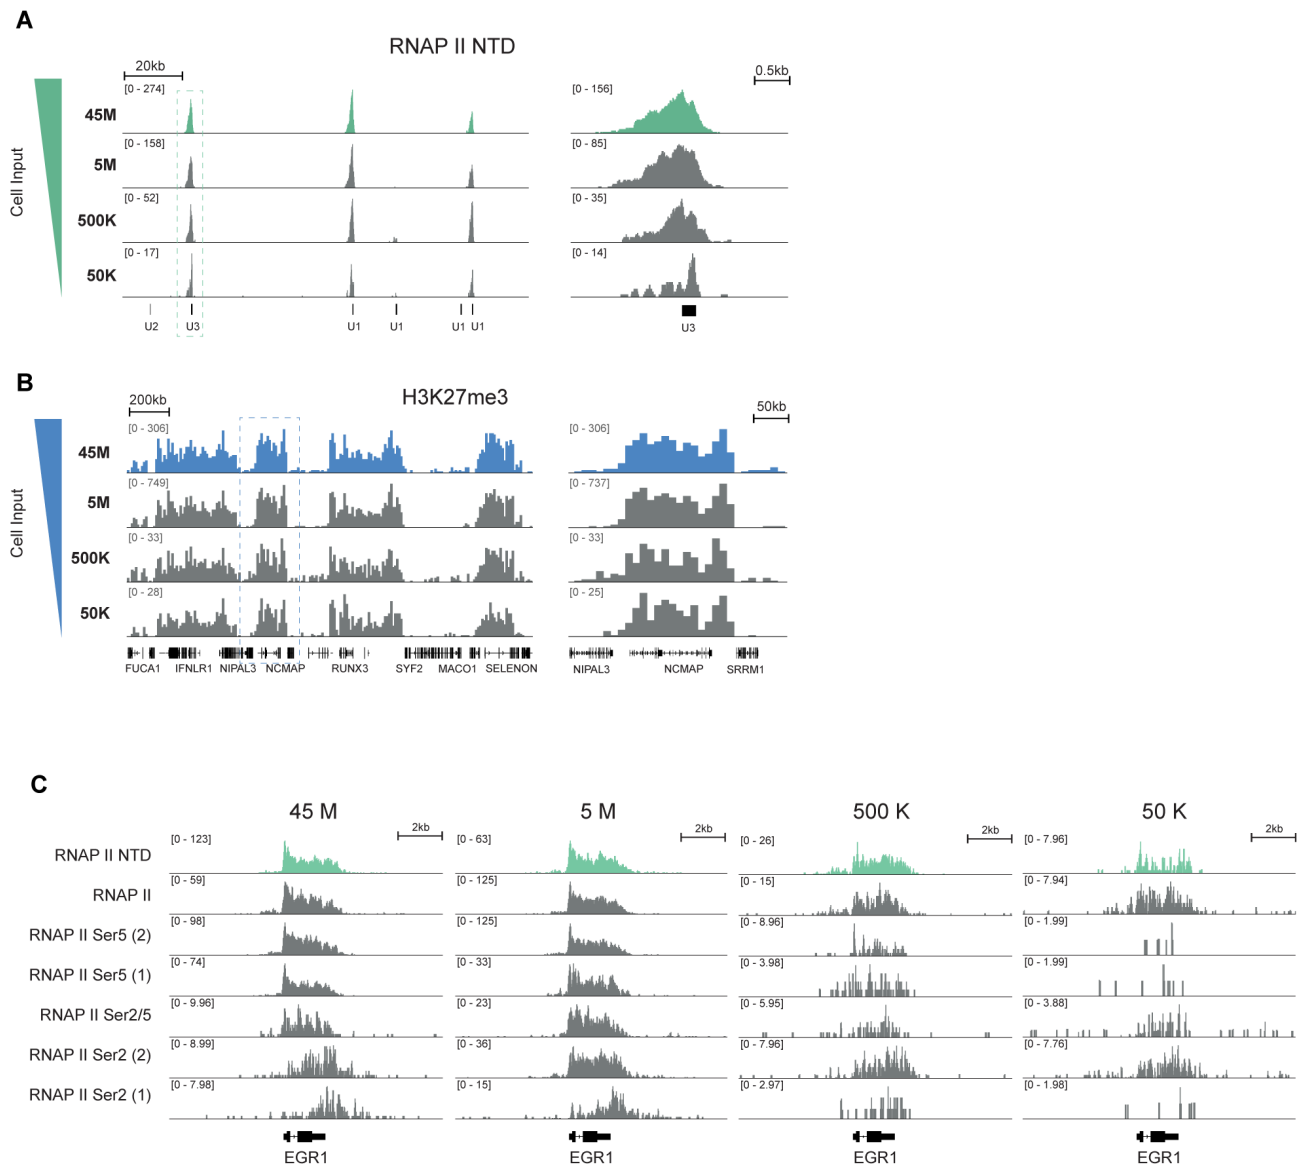 A
RNAP II NTD
20kb
0.5kb
Cell Input
45M
[0 - 274]
[0 - 156]
5M
[0 - 158]
[0 - 85]
500K
[0 - 52]
[0 - 35]
50K
[0 - 17]
[0 - 14]
U2 U3 U1 U1 U1 U1
U3
B
H3K27me3
200kb
50kb
Cell Input
45M
[0 - 306]
[0 - 306]
5M
[0 - 749]
[0 - 737]
500K
[0 - 33]
[0 - 33]
50K
[0 - 28]
[0 - 25]
FUCA1 IFNLR1 NIPAL3 NCMAP RUNX3 SYF2 MACO1 SELENON
NIPAL3 NCMAP SRRM1
C
45 M 5 M 500 K 50 K
2kb 2kb 2kb 2kb
RNAP II NTD [0 - 123] [0 - 63] [0 - 26] [0 - 7.96]
RNAP II [0 - 59] [0 - 125] [0 - 15] [0 - 7.94]
RNAP II Ser5 (2) [0 - 98] [0 - 125] [0 - 8.96] [0 - 1.99]
RNAP II Ser5 (1) [0 - 74] [0 - 33] [0 - 3.98] [0 - 1.99]
RNAP II Ser2/5 [0 - 9.96] [0 - 23] [0 - 5.95] [0 - 3.88]
RNAP II Ser2 (2) [0 - 8.99] [0 - 36] [0 - 7.96] [0 - 7.76]
RNAP II Ser2 (1) [0 - 7.98] [0 - 15] [0 - 2.97] [0 - 1.98]
EGR1 EGR1 EGR1 EGR1